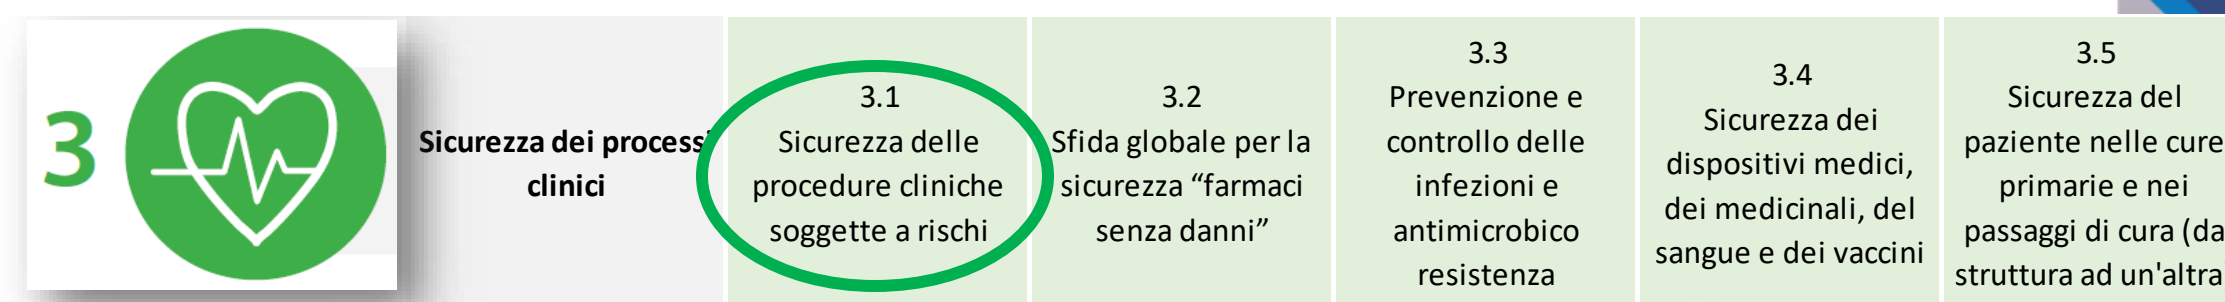 3
Sicurezza dei processi
clinici
3.1
Sicurezza delle
procedure cliniche
soggette a rischi
3.2
Sfida globale per la
sicurezza “farmaci
senza danni”
3.3
Prevenzione e
controllo delle
infezioni e
antimicrobico
resistenza
3.4
Sicurezza dei
dispositivi medici,
dei medicinali, del
sangue e dei vaccini
3.5
Sicurezza del
paziente nelle cure
primarie e nei
passaggi di cura (da
struttura ad un'altra